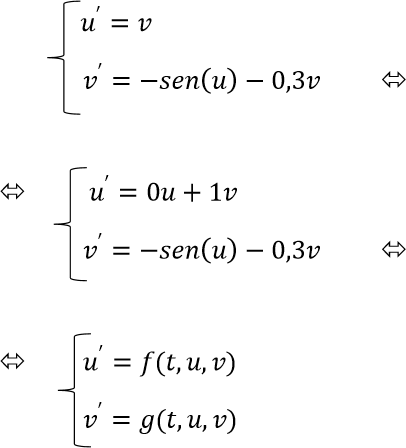 u′ = v
v′ = −sen(u) − 0,3v ⇔
⇔ u′ = 0u + 1v
v′ = −sen(u) − 0,3v ⇔
⇔ u′ = f(t, u, v)
v′ = g(t, u, v)